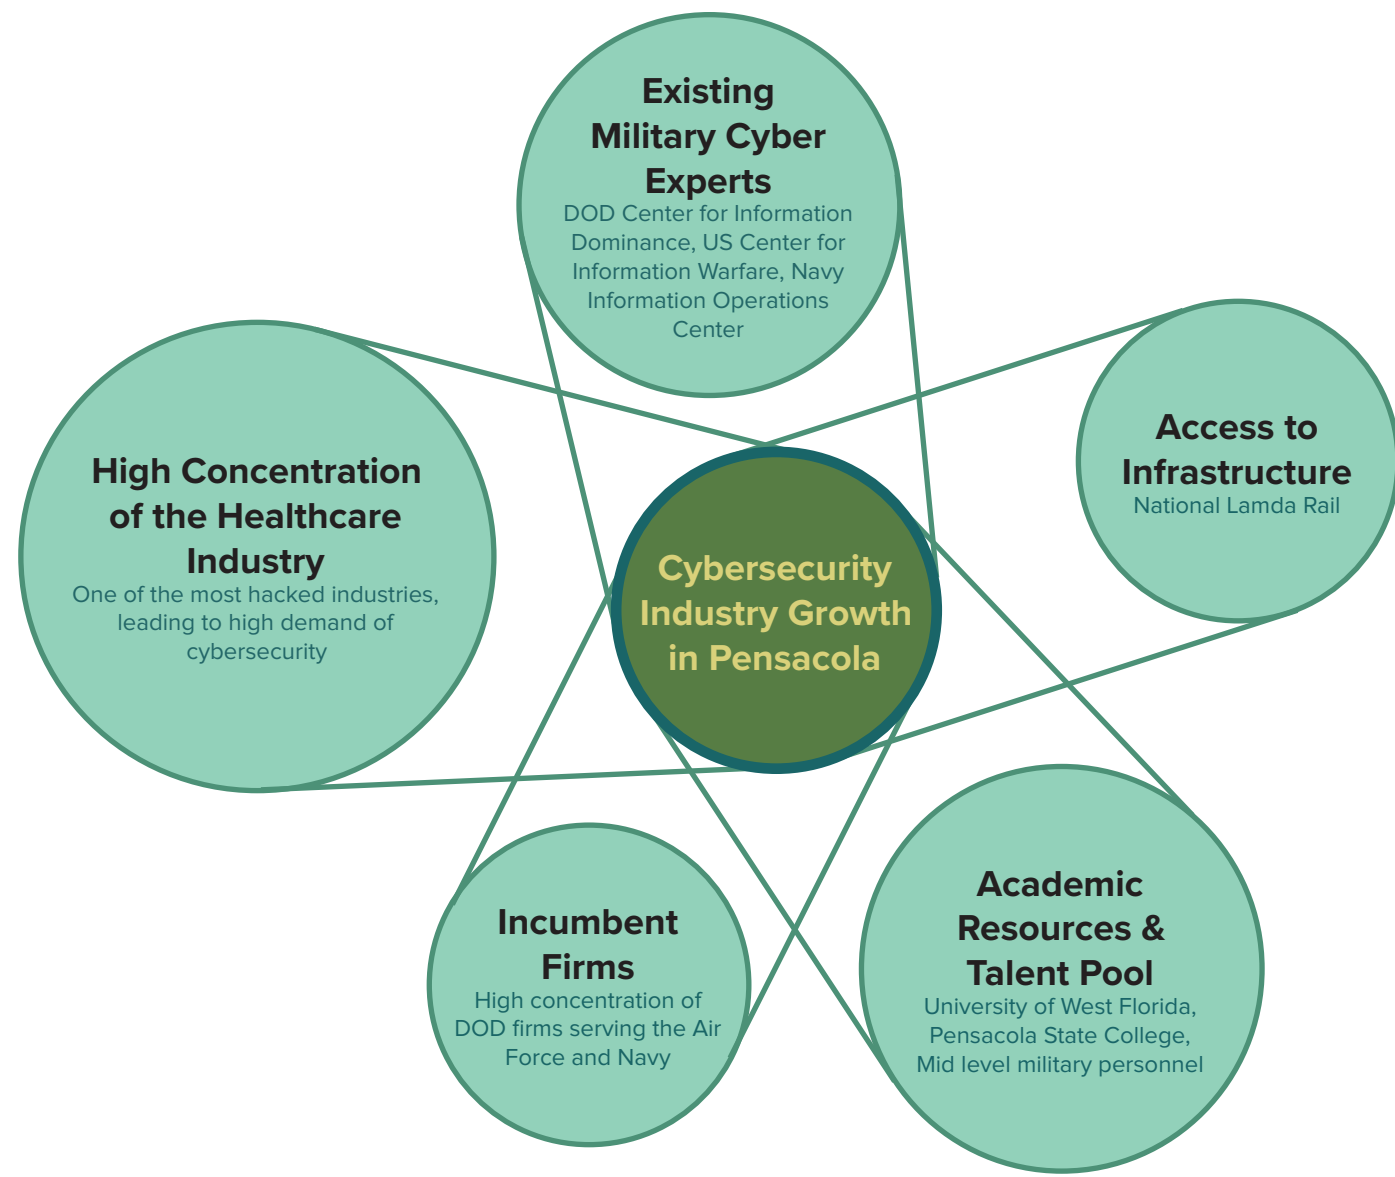 Existing
Military Cyber
Experts
DOD Center for Information
Dominance, US Center for
Information Warfare, Navy
Information Operations
Center
Access to
Infrastructure
National Lamda Rail
High Concentration
of the Healthcare
Industry
One of the most hacked industries,
leading to high demand of
cybersecurity
Cybersecurity
Industry Growth
in Pensacola
Incumbent
Firms
High concentration of
DOD firms serving the Air
Force and Navy
Academic
Resources &
Talent Pool
University of West Florida,
Pensacola State College,
Mid level military personnel